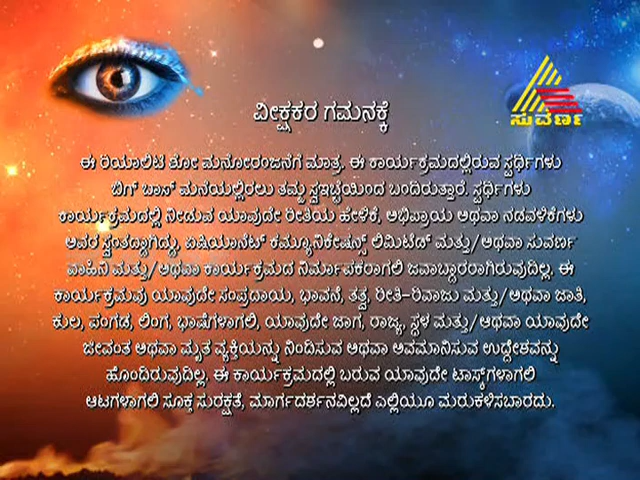 ಸುವರ್ಣ
ವೀಕ್ಷಕರ ಗಮನಕ್ಕೆ
ಈ ರಿಯಾಲಿಟಿ ಶೋ ಮನೋರಂಜನೆಗೆ ಮಾತ್ರ. ಈ ಕಾರ್ಯಕ್ರಮದಲ್ಲಿರುವ ಸ್ಪರ್ಧಿಗಳು
ಬಿಗ್ ಬಾಸ್ ಮನೆಯಲ್ಲಿರಲು ತಮ್ಮ ಸ್ವಇಚ್ಛೆಯಿಂದ ಬಂದಿರುತ್ತಾರೆ. ಸ್ಪರ್ಧಿಗಳು
ಕಾರ್ಯಕ್ರಮದಲ್ಲಿ ನೀಡುವ ಯಾವುದೇ ರೀತಿಯ ಹೇಳಿಕೆ, ಅಭಿಪ್ರಾಯ ಅಥವಾ ನಡವಳಿಕೆಗಳು
ಅವರ ಸ್ವಂತದ್ದಾಗಿದ್ದು, ಏಷಿಯಾನೆಟ್ ಕಮ್ಯೂನಿಕೇಷನ್ಸ್ ಲಿಮಿಟೆಡ್ ಮತ್ತು/ಅಥವಾ ಸುವರ್ಣ
ವಾಹಿನಿ ಮತ್ತು/ಅಥವಾ ಕಾರ್ಯಕ್ರಮದ ನಿರ್ಮಾಪಕರಾಗಲಿ ಜವಾಬ್ದಾರರಾಗಿರುವುದಿಲ್ಲ. ಈ
ಕಾರ್ಯಕ್ರಮವು ಯಾವುದೇ ಸಂಪ್ರದಾಯ, ಭಾವನೆ, ತತ್ವ, ರೀತಿ-ರಿವಾಜು ಮತ್ತು/ಅಥವಾ ಜಾತಿ,
ಕುಲ, ಪಂಗಡ, ಲಿಂಗ, ಭಾಷೆಗಳಾಗಲಿ, ಯಾವುದೇ ಜಾಗ, ರಾಜ್ಯ, ಸ್ಥಳ ಮತ್ತು/ಆಥವಾ ಯಾವುದೇ
ಜೀವಂತ ಅಥವಾ ಮೃತ ವ್ಯಕ್ತಿಯನ್ನು ನಿಂದಿಸುವ ಅಥವಾ ಅವಮಾನಿಸುವ ಉದ್ದೇಶವನ್ನು
ಹೊಂದಿರುವುದಿಲ್ಲ. ಈ ಕಾರ್ಯಕ್ರಮದಲ್ಲಿ ಬರುವ ಯಾವುದೇ ಟಾಸ್ಕ್‌ಗಳಾಗಲಿ
ಆಟಗಳಾಗಲಿ ಸೂಕ್ತ ಸುರಕ್ಷತೆ, ಮಾರ್ಗದರ್ಶನವಿಲ್ಲದೆ ಎಲ್ಲಿಯೂ ಮರುಕಳಿಸಬಾರದು.